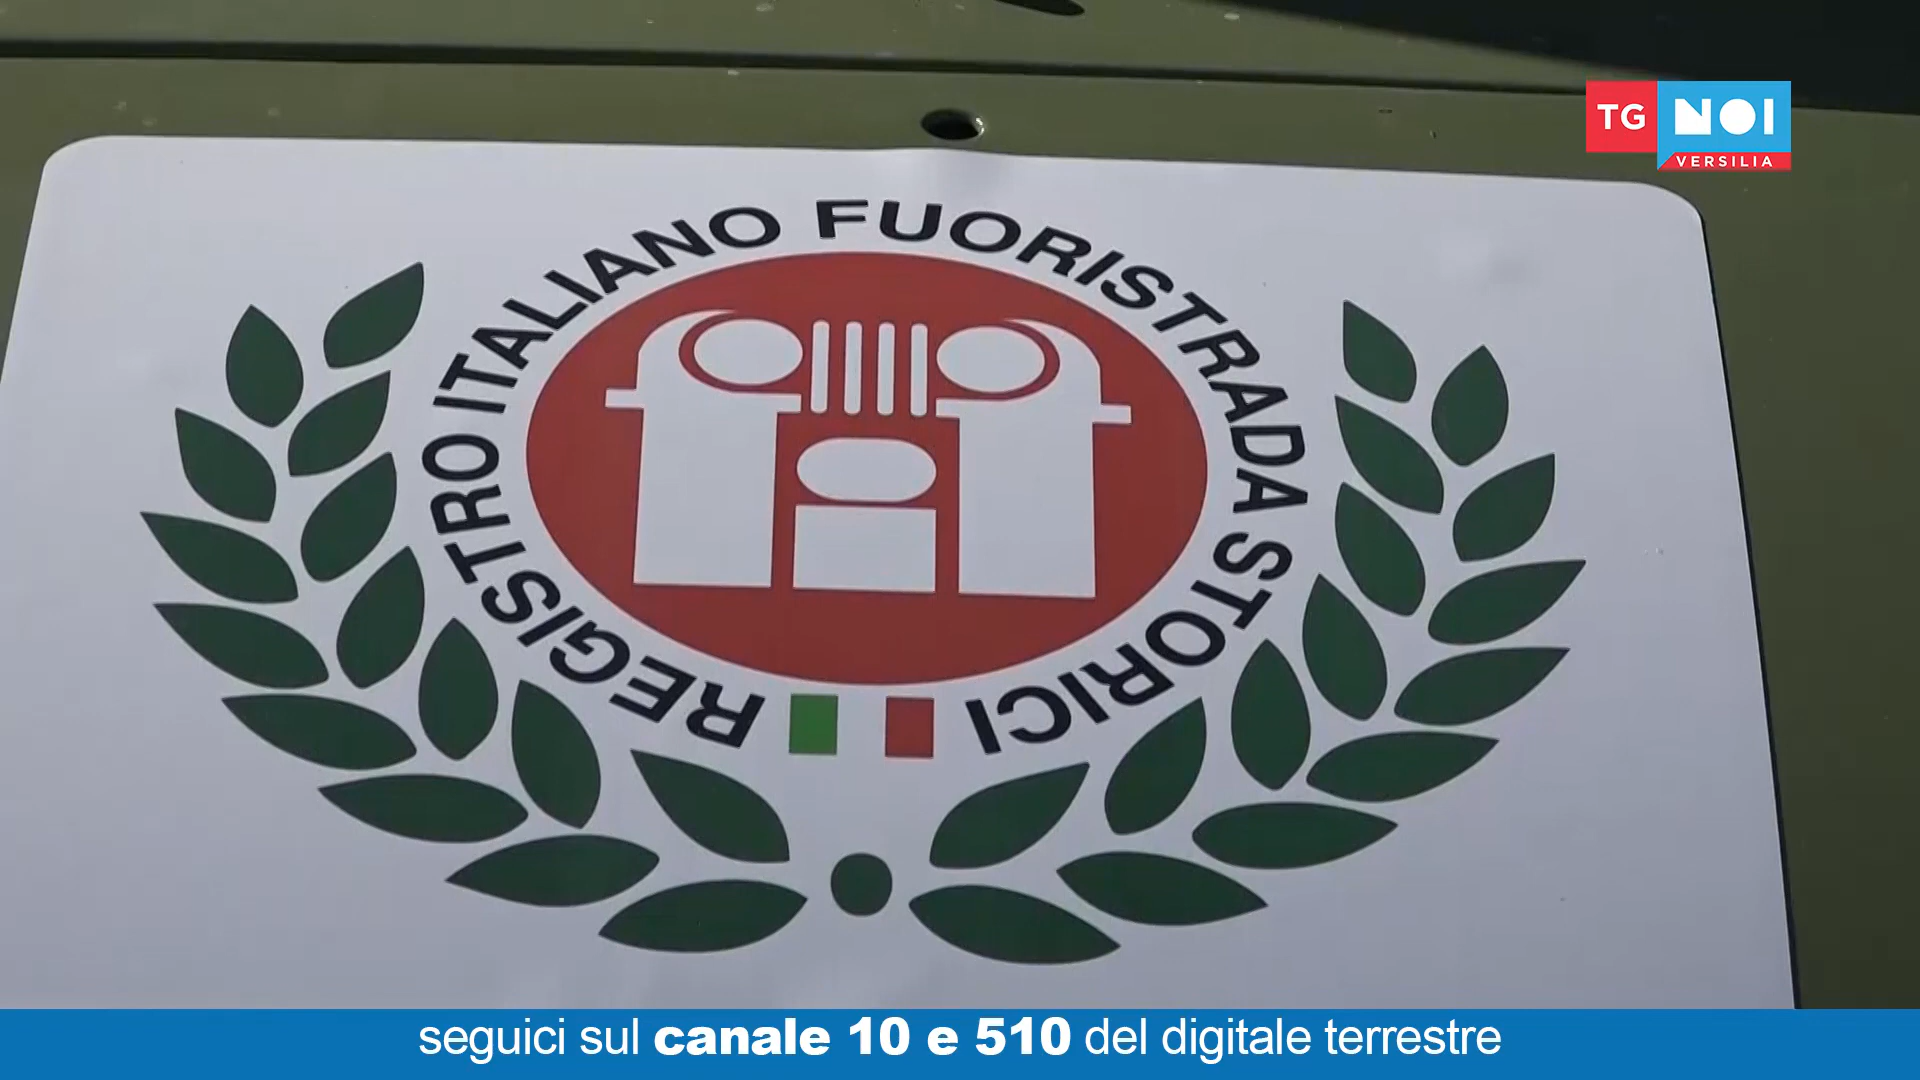 TG NOI
VERSILIA
REGISTRO ITALIANO FUORISTRADA STORICI
seguici sul canale 10 e 510 del digitale terrestre